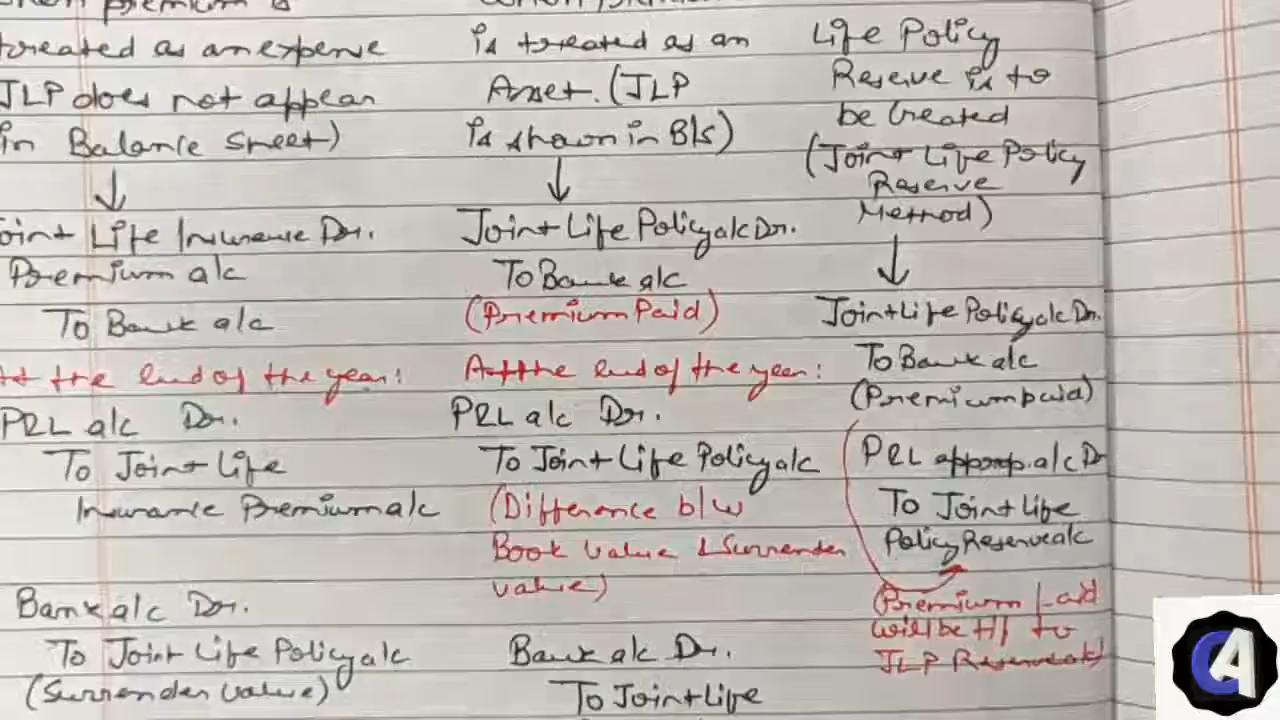 treated as an expense
JLP does not appear
in Balance Sheet)
Joint Life Insurance Dr.
Premium a/c
To Bank a/c
At the end of the year:
P&L a/c Dr.
To Joint Life
Insurance Premium a/c
Bank a/c Dr.
To Joint Life Policy a/c
(Surrender value)
is treated as an
Asset. (JLP
is shown in B/s)
Joint Life Policy a/c Dr.
To Bank a/c
(Premium Paid)
At the end of the year:
P&L a/c Dr.
To Joint Life Policy a/c
(Difference b/w
Book value & Surrender
value)
Bank a/c Dr.
To Joint Life
Life Policy
Reserve is to
be created
(Joint Life Policy
Reserve
Method)
Joint Life Policy a/c Dr.
To Bank a/c
(Premium paid)
P&L approp. a/c Dr
To Joint Life
Policy Reserve a/c
(Premium Paid
will be t/f to
JLP Reserve a/c)
CA